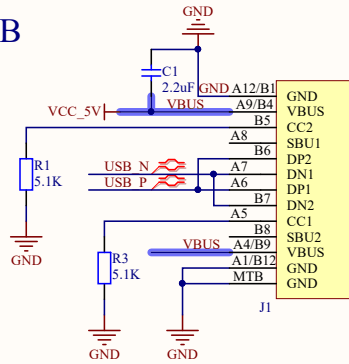 B
GND
C1
2.2uF
GND
A12/B1
GND
VCC_5V
VBUS
A9/B4
VBUS
B5
CC2
A8
SBU1
B6
DP2
R1
5.1K
USB_N
A7
DN1
USB_P
A6
DP1
B7
DN2
A5
CC1
B8
SBU2
VBUS
A4/B9
VBUS
GND
R3
5.1K
A1/B12
GND
MTB
GND
J1
GND
GND